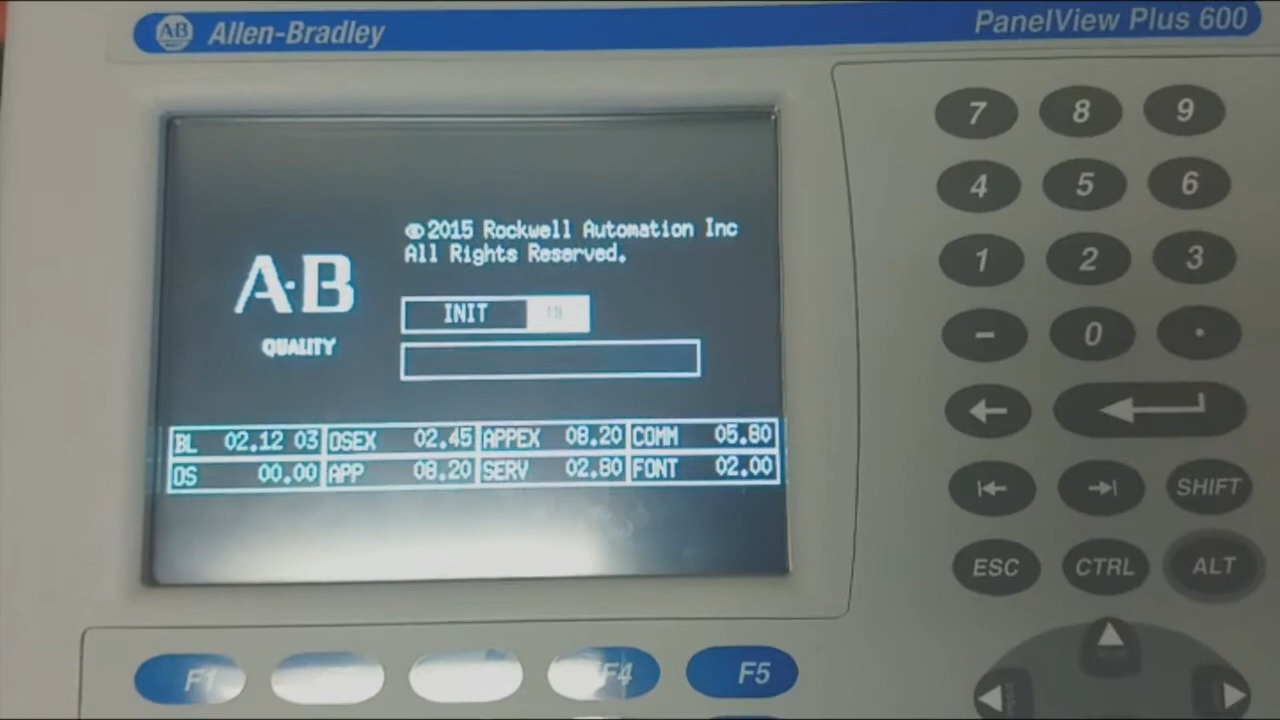 AB Allen-Bradley
PanelView Plus 600
©2015 Rockwell Automation Inc
All Rights Reserved.
A·B
QUALITY
INIT
BL 02.12 03 OSEX 02.45 APPEX 08.20 COMM 05.80
OS 00.00 APP 08.20 SERV 02.80 FONT 02.00
7 8 9
4 5 6
1 2 3
- 0 .
SHIFT
ESC CTRL ALT
F1 F4 F5